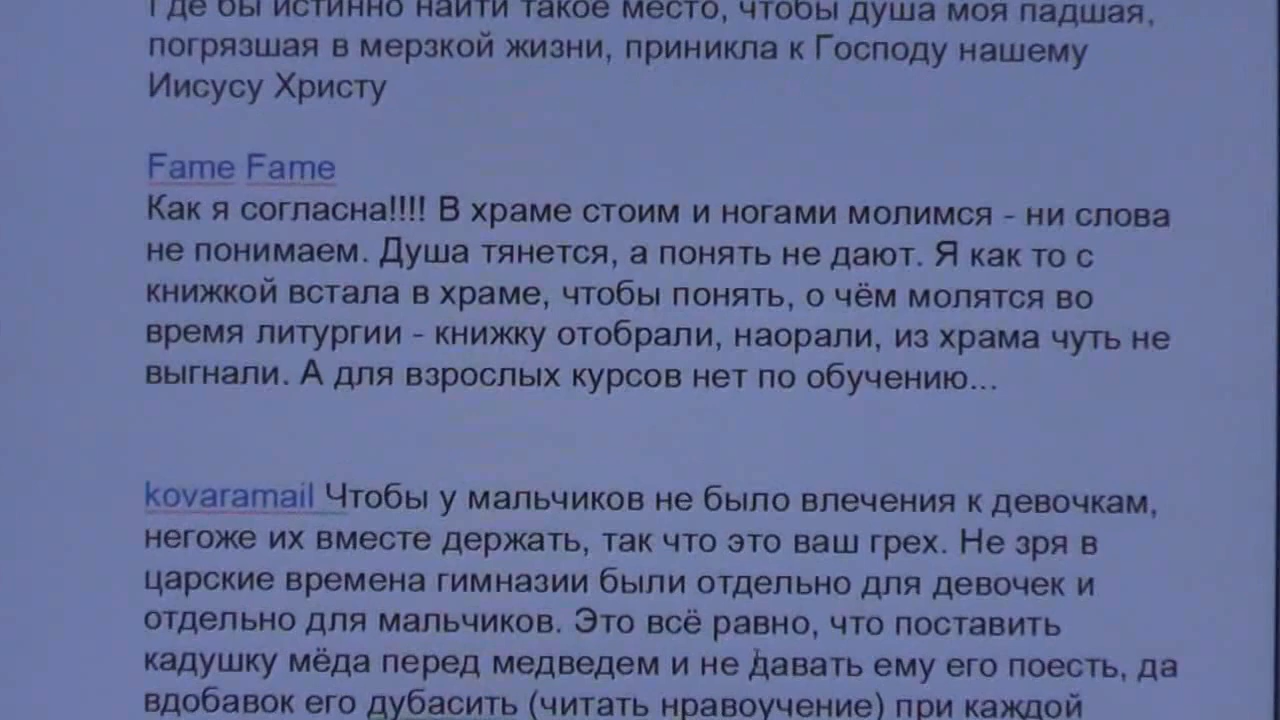 Где бы истинно найти такое место, чтобы душа моя падшая,
погрязшая в мерзкой жизни, приникла к Господу нашему
Иисусу Христу
Fame Fame
Как я согласна!!!! В храме стоим и ногами молимся - ни слова
не понимаем. Душа тянется, а понять не дают. Я как то с
книжкой встала в храме, чтобы понять, о чём молятся во
время литургии - книжку отобрали, наорали, из храма чуть не
выгнали. А для взрослых курсов нет по обучению...
kovaramail Чтобы у мальчиков не было влечения к девочкам,
негоже их вместе держать, так что это ваш грех. Не зря в
царские времена гимназии были отдельно для девочек и
отдельно для мальчиков. Это всё равно, что поставить
кадушку мёда перед медведем и не давать ему его поесть, да
вдобавок его дубасить (читать нравоучение) при каждой